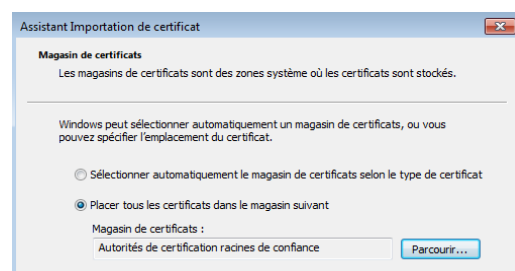 Assistant Importation de certificat
Magasin de certificats
Les magasins de certificats sont des zones système où les certificats sont stockés.
Windows peut sélectionner automatiquement un magasin de certificats, ou vous
pouvez spécifier l'emplacement du certificat.
Sélectionner automatiquement le magasin de certificats selon le type de certificat
Placer tous les certificats dans le magasin suivant
Magasin de certificats :
Autorités de certification racines de confiance
Parcourir...